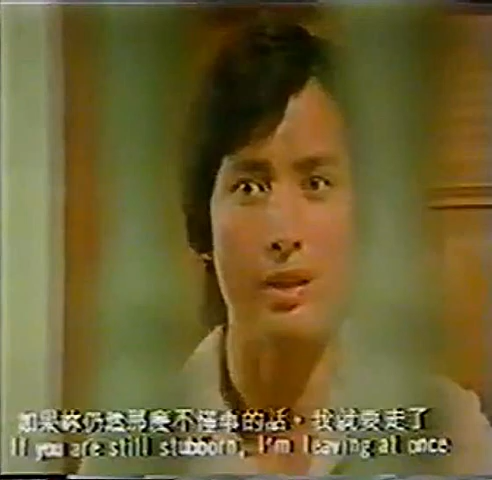 如果妳仍然那麼不懂事的話，我就要走了
If you are still stubborn, I'm leaving at once